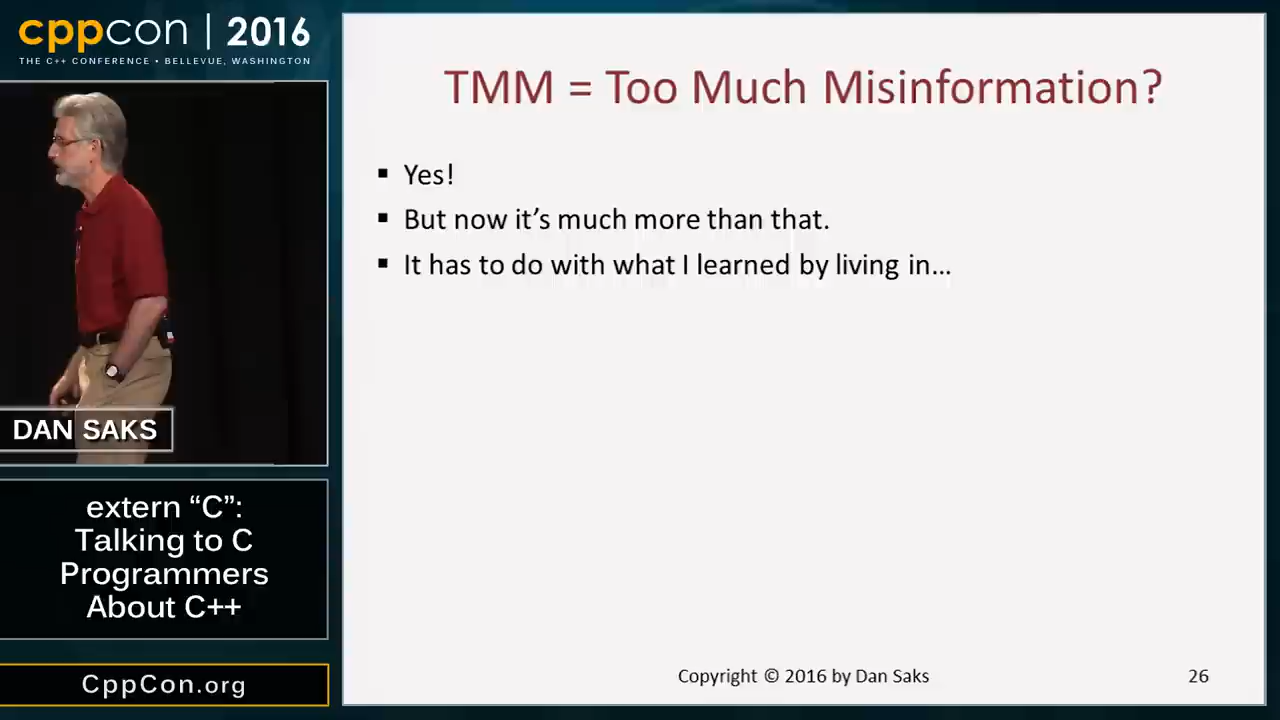 cppcon | 2016
THE C++ CONFERENCE • BELLEVUE, WASHINGTON
DAN SAKS
extern “C”:
Talking to C
Programmers
About C++
CppCon.org
TMM = Too Much Misinformation?
▪ Yes!
▪ But now it’s much more than that.
▪ It has to do with what I learned by living in…
Copyright © 2016 by Dan Saks
26